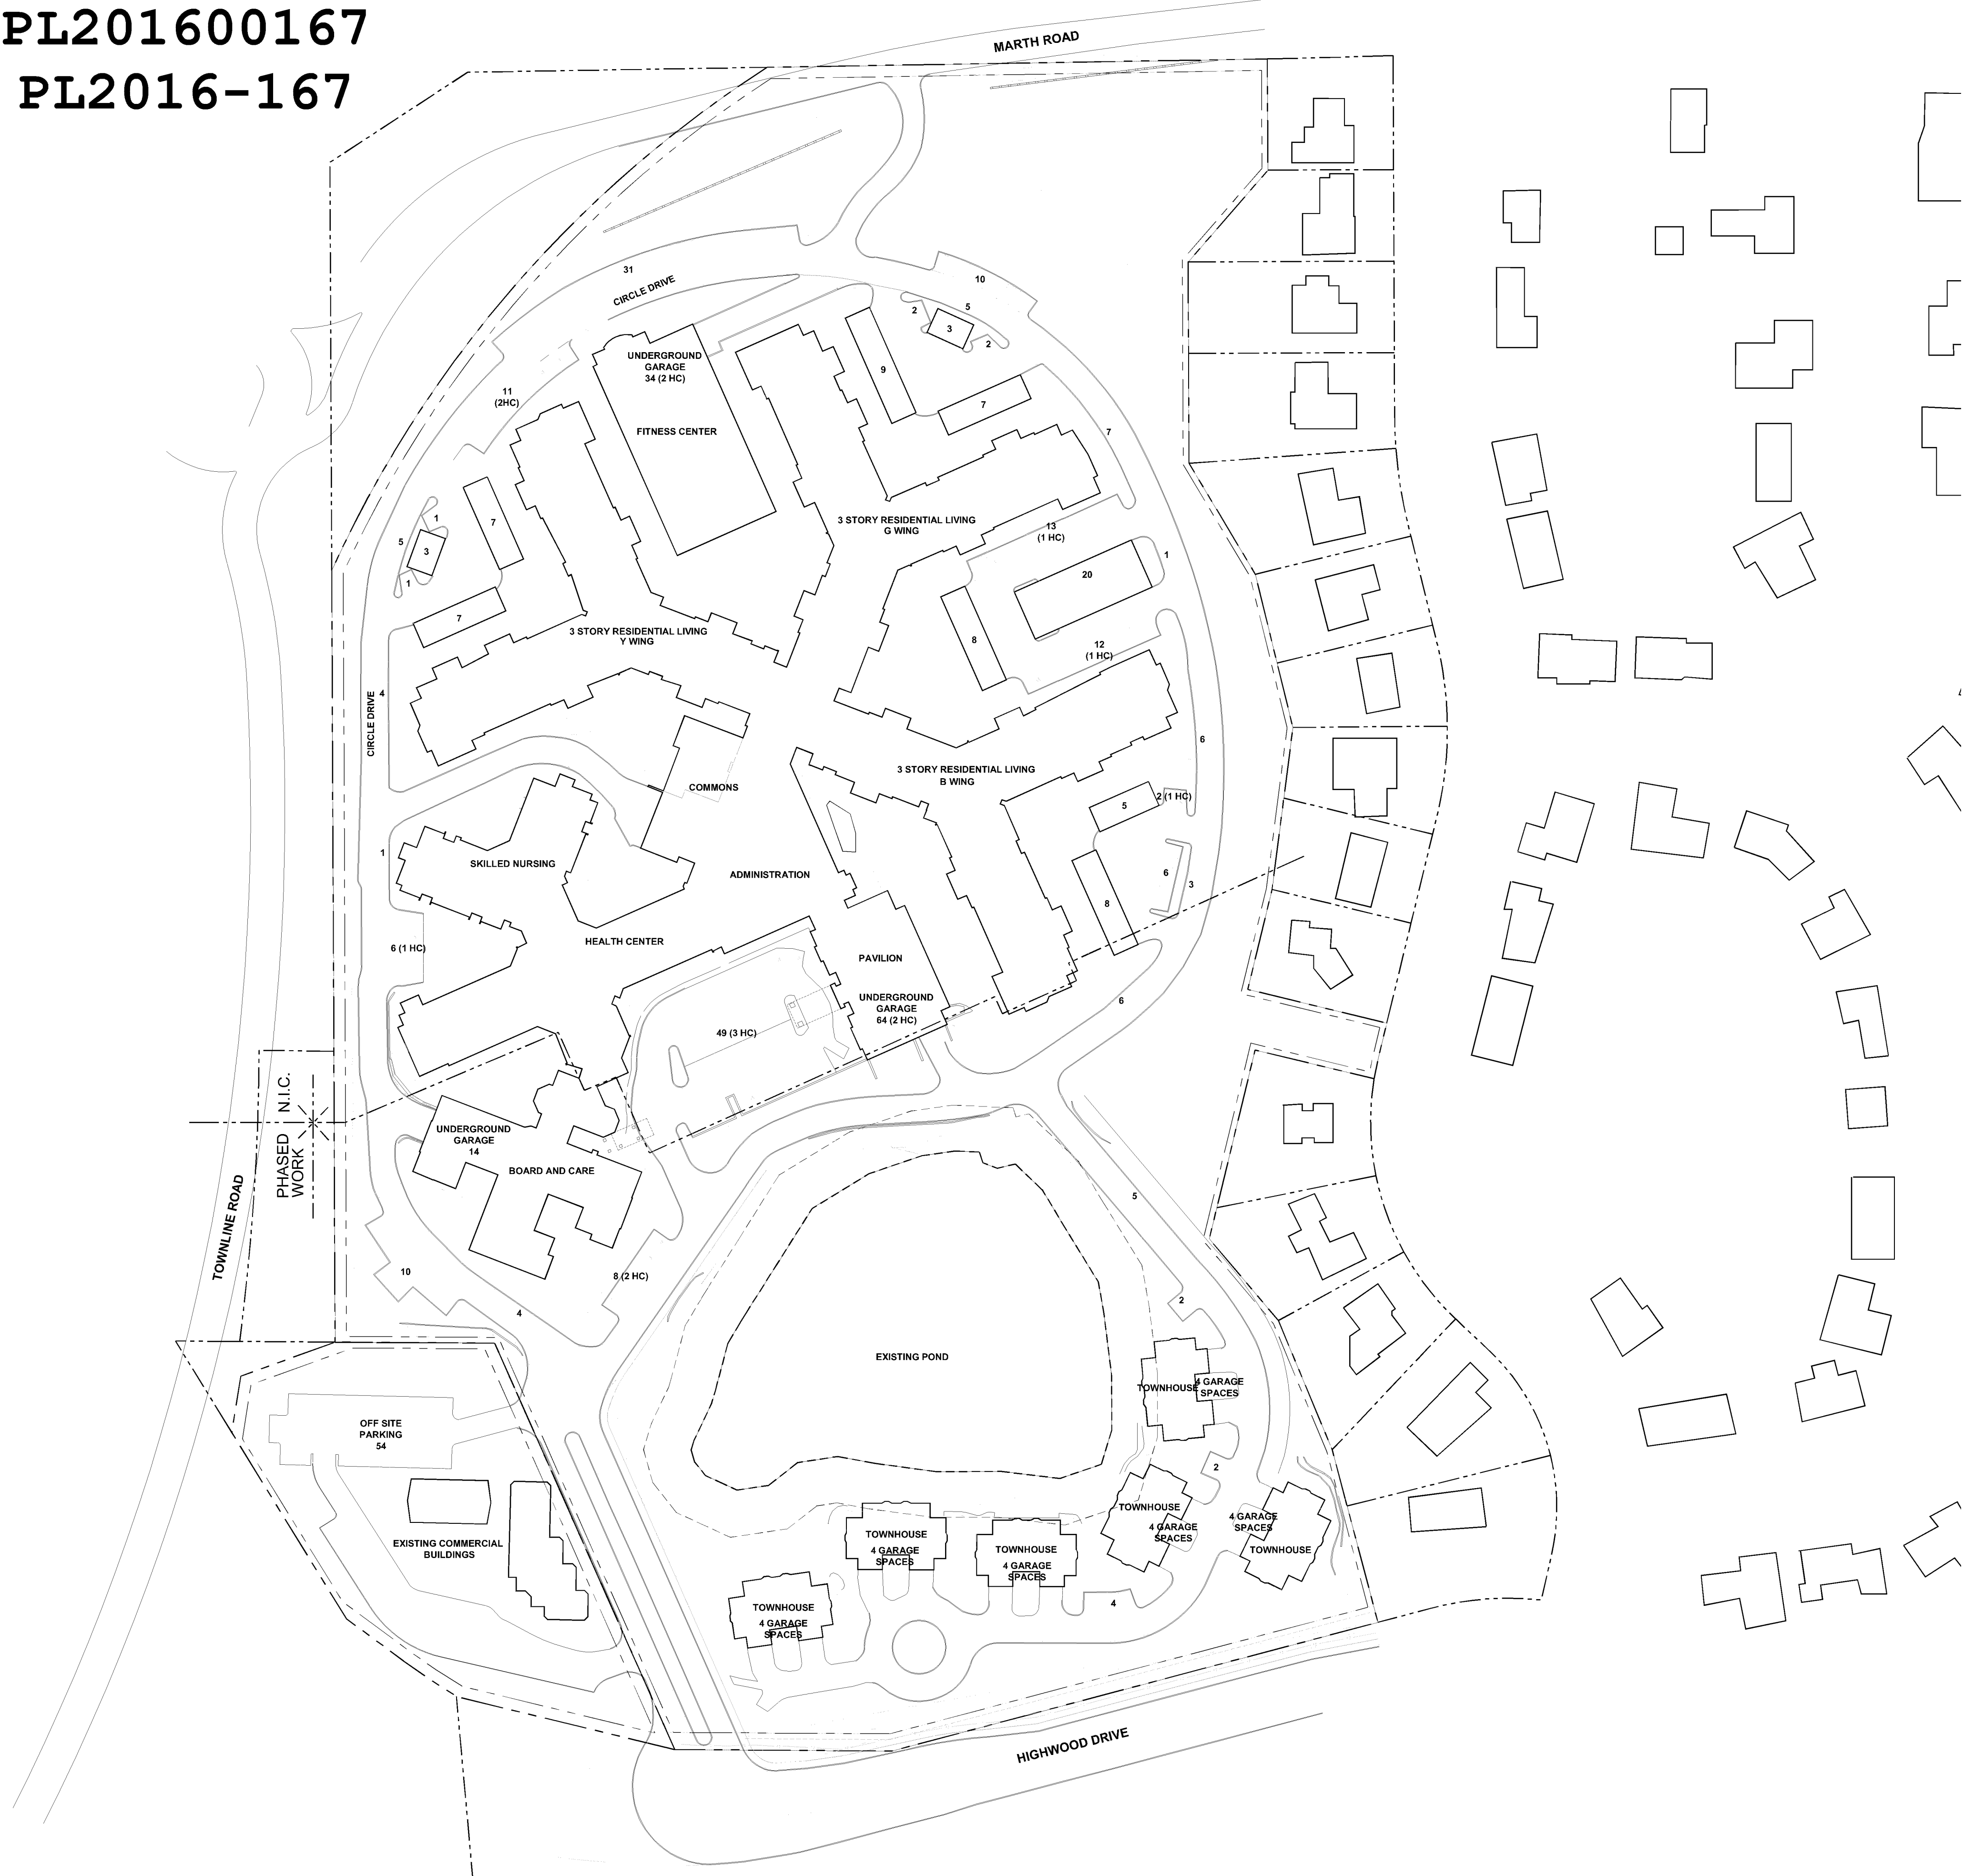 PL201600167
PL2016-167
MARTH ROAD
31
CIRCLE DRIVE
10
5
2
3
2
UNDERGROUND
GARAGE
34 (2 HC)
9
11
(2HC)
7
FITNESS CENTER
7
7
1
5
3
1
3 STORY RESIDENTIAL LIVING
G WING
13
(1 HC)
1
20
7
3 STORY RESIDENTIAL LIVING
Y WING
8
12
(1 HC)
CIRCLE DRIVE
4
6
3 STORY RESIDENTIAL LIVING
B WING
COMMONS
5
2 (1 HC)
1
SKILLED NURSING
ADMINISTRATION
6
3
8
6 (1 HC)
HEALTH CENTER
PAVILION
UNDERGROUND
GARAGE
64 (2 HC)
6
49 (3 HC)
PHASED N.I.C.
WORK
UNDERGROUND
GARAGE
14
BOARD AND CARE
TOWNLINE ROAD
5
10
8 (2 HC)
4
2
EXISTING POND
TOWNHOUSE
4 GARAGE
SPACES
OFF SITE
PARKING
54
2
TOWNHOUSE
4 GARAGE
SPACES
4 GARAGE
SPACES
TOWNHOUSE
EXISTING COMMERCIAL
BUILDINGS
TOWNHOUSE
4 GARAGE
SPACES
TOWNHOUSE
4 GARAGE
SPACES
4
TOWNHOUSE
4 GARAGE
SPACES
HIGHWOOD DRIVE